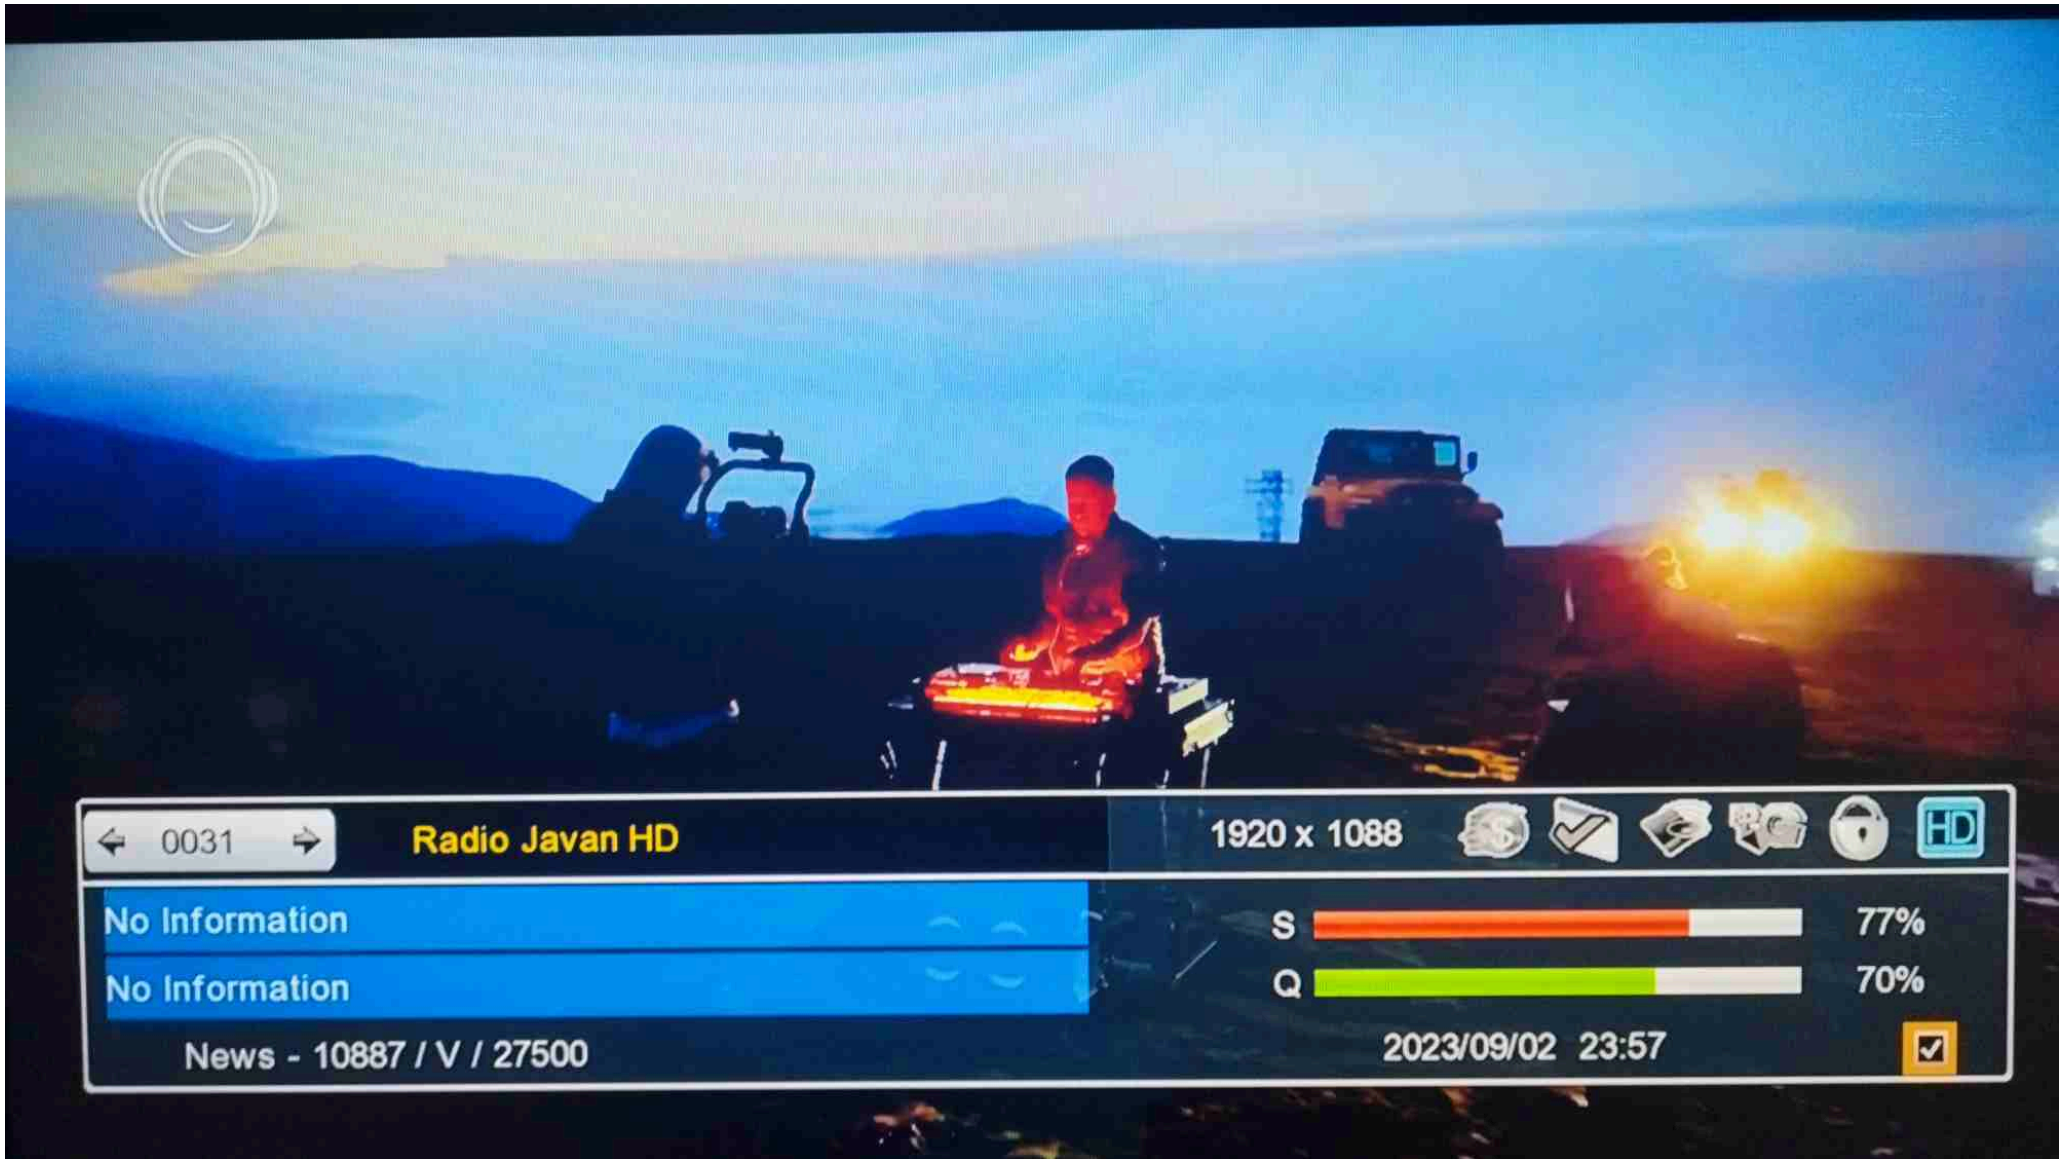 0031
Radio Javan HD
1920 x 1088
$
HD
No Information
S
77%
No Information
Q
70%
News - 10887 / V / 27500
2023/09/02 23:57